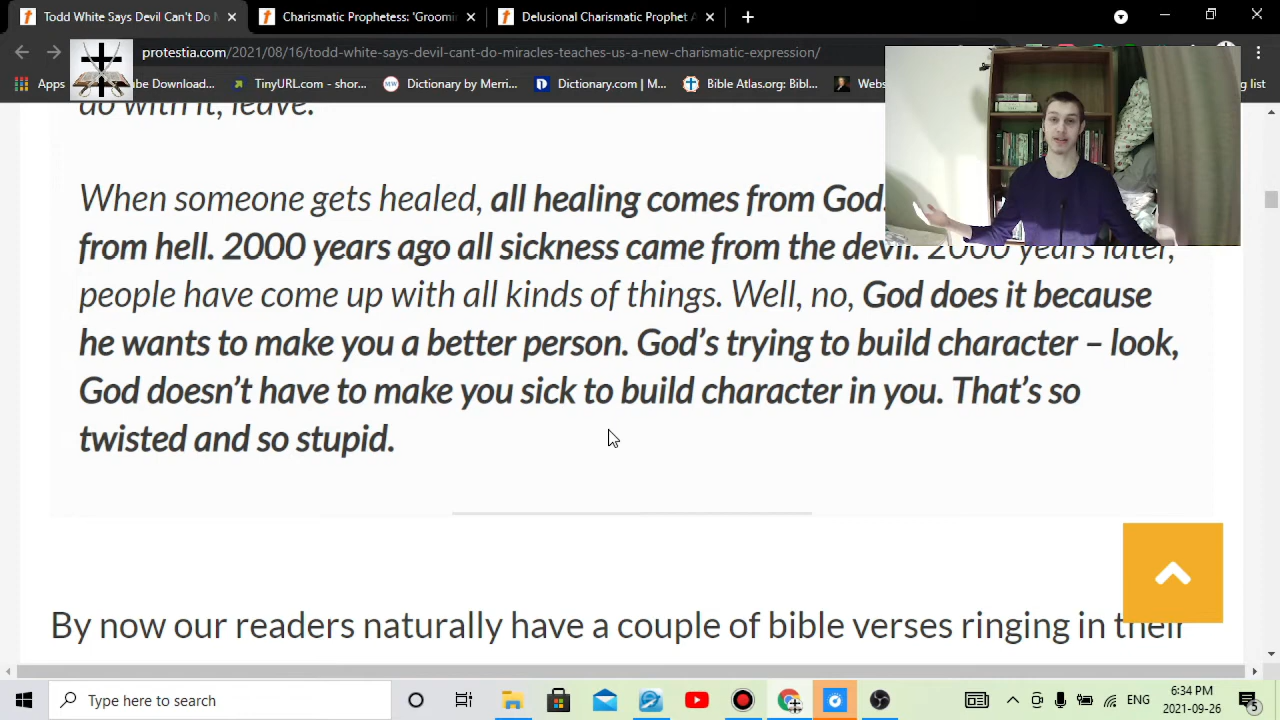 Todd White Says Devil Can't Do
Charismatic Prophetess: 'Groomi
Delusional Charismatic Prophet
protestia.com/2021/08/16/todd-white-says-devil-cant-do-miracles-teaches-us-a-new-charismatic-expression/
Apps
be Download...
TinyURL.com - shor...
Dictionary by Merri...
Dictionary.com | M...
Bible Atlas.org:
Webs
ng list
do with it, leave.
When someone gets healed, all healing comes from God.
from hell. 2000 years ago all sickness came from the devil. 2000 years later,
people have come up with all kinds of things. Well, no, God does it because
he wants to make you a better person. God's trying to build character – look,
God doesn't have to make you sick to build character in you. That's so
twisted and so stupid.
By now our readers naturally have a couple of bible verses ringing in their
Type here to search
ENG
6:34 PM
2021-09-26
5